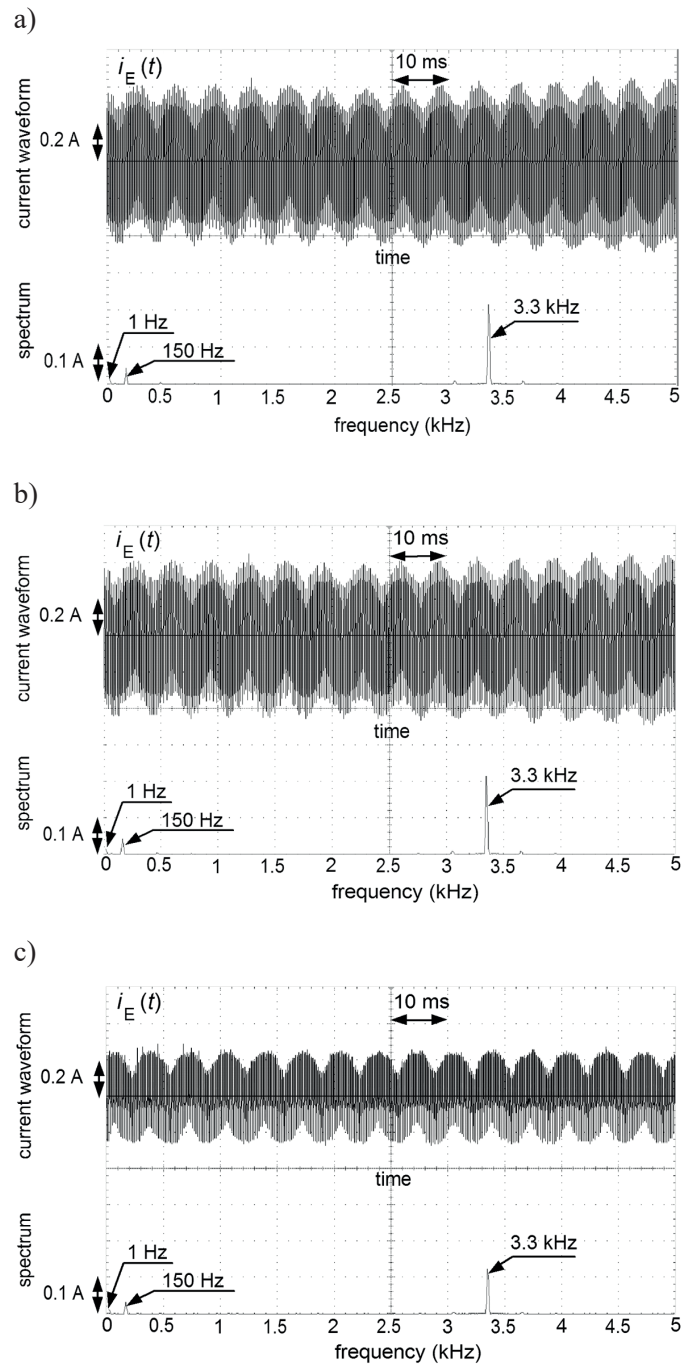 a)
i_E (t)
10 ms
current waveform
0.2 A
time
spectrum
0.1 A
1 Hz
150 Hz
3.3 kHz
0 0.5 1 1.5 2 2.5 3 3.5 4 4.5 5
frequency (kHz)
b)
i_E (t)
10 ms
current waveform
0.2 A
time
spectrum
0.1 A
1 Hz
150 Hz
3.3 kHz
0 0.5 1 1.5 2 2.5 3 3.5 4 4.5 5
frequency (kHz)
c)
i_E (t)
10 ms
current waveform
0.2 A
time
spectrum
0.1 A
1 Hz
150 Hz
3.3 kHz
0 0.5 1 1.5 2 2.5 3 3.5 4 4.5 5
frequency (kHz)